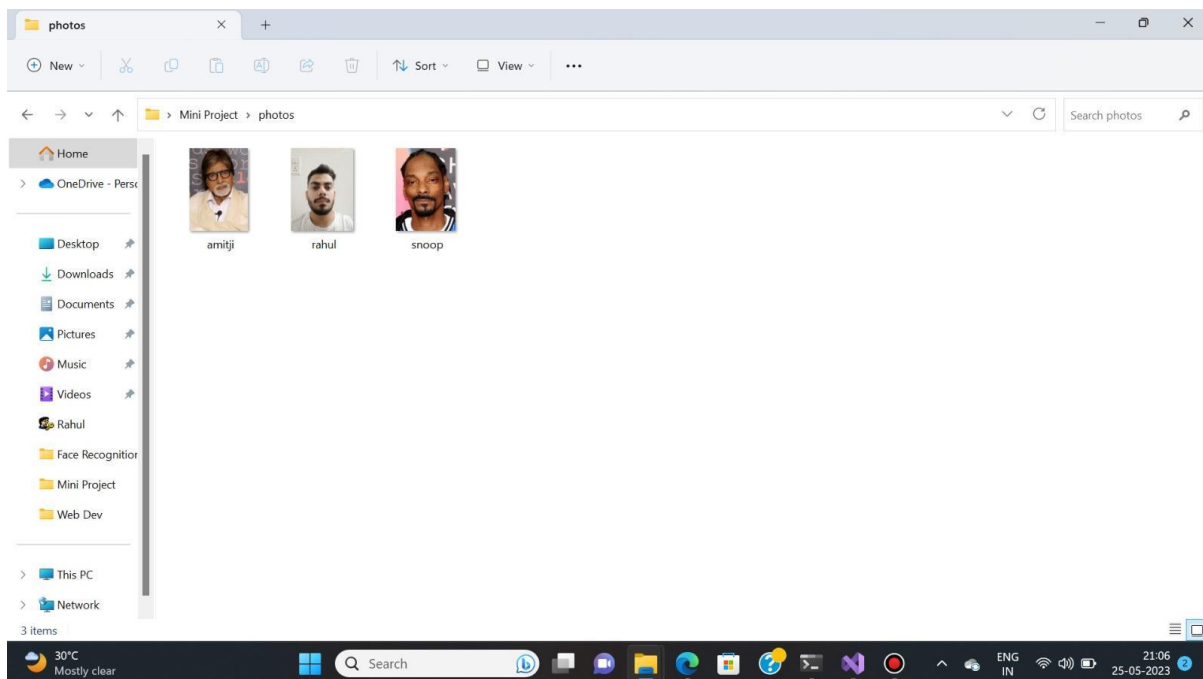 photos
New
Sort
View
Mini Project > photos
Search photos
Home
OneDrive - Perso
Desktop
Downloads
Documents
Pictures
Music
Videos
Rahul
Face Recognition
Mini Project
Web Dev
This PC
Network
amitji
rahul
snoop
3 items
30°C
Mostly clear
Search
ENG
IN
21:06
25-05-2023
2